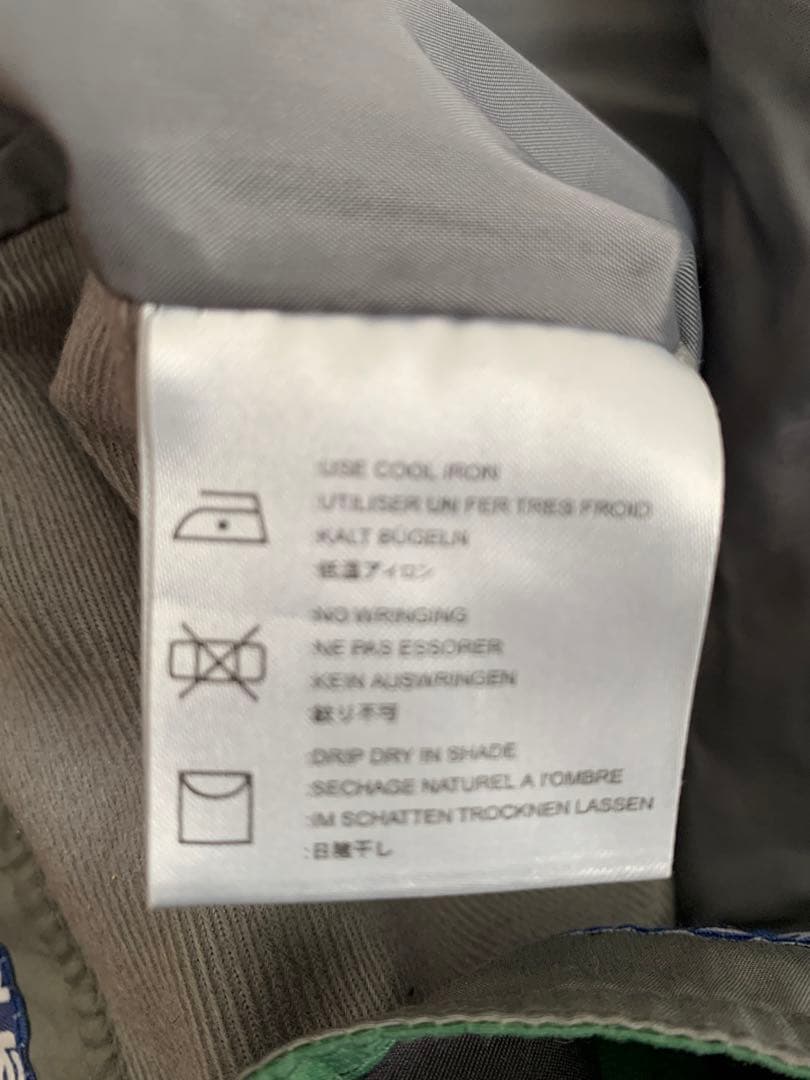 :USE COOL IRON
:UTILISER UN FER TRES FROID
:KALT BÜGELN
:低温アイロン
:NO WRINGING
:NE PAS ESSORER
:KEIN AUSWRINGEN
:絞り不可
:DRIP DRY IN SHADE
:SECHAGE NATUREL A l'OMBRE
:IM SCHATTEN TROCKNEN LASSEN
:日陰干し